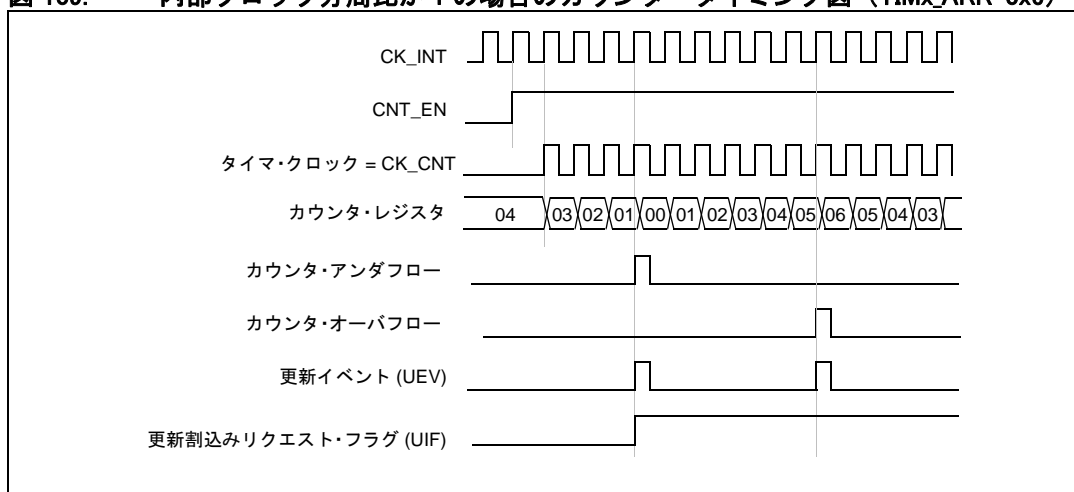 CK_INT
CNT_EN
タイマ・クロック = CK_CNT
カウンタ・レジスタ 04 03 02 01 00 01 02 03 04 05 06 05 04 03
カウンタ・アンダフロー
カウンタ・オーバフロー
更新イベント (UEV)
更新割込みリクエスト・フラグ (UIF)